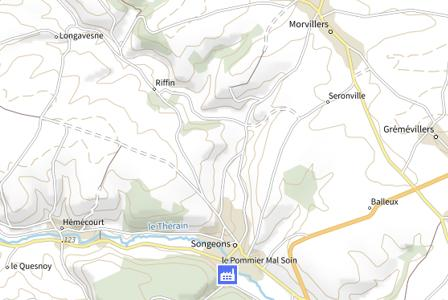 Morvillers
Longavesne
Riffin
Seronville
Grémévillers
Balleux
Hémécourt
le Thérain
123
Songeons
le Pommier Mal Soin
le Quesnoy